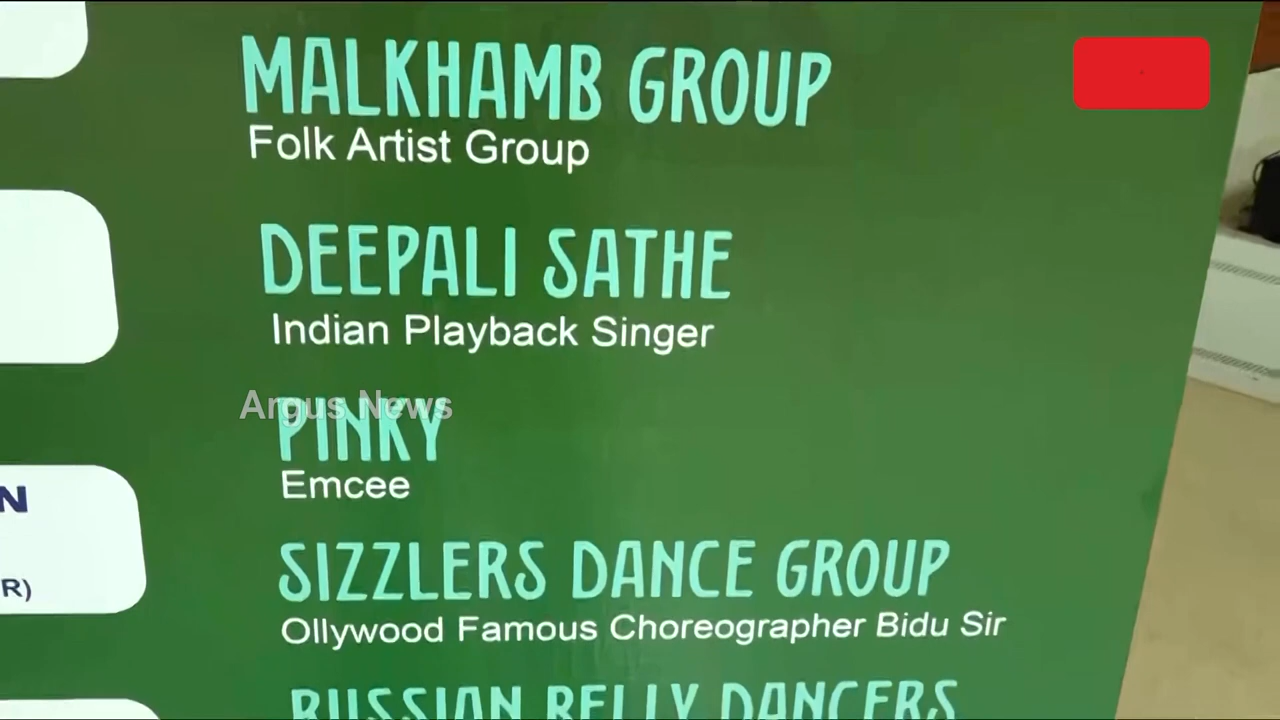 MALKHAMB GROUP
Folk Artist Group
DEEPALI SATHE
Indian Playback Singer
Argus News
PINKY
Emcee
N
SIZZLERS DANCE GROUP
R)
Ollywood Famous Choreographer Bidu Sir
RUSSIAN BELLY DANCERS